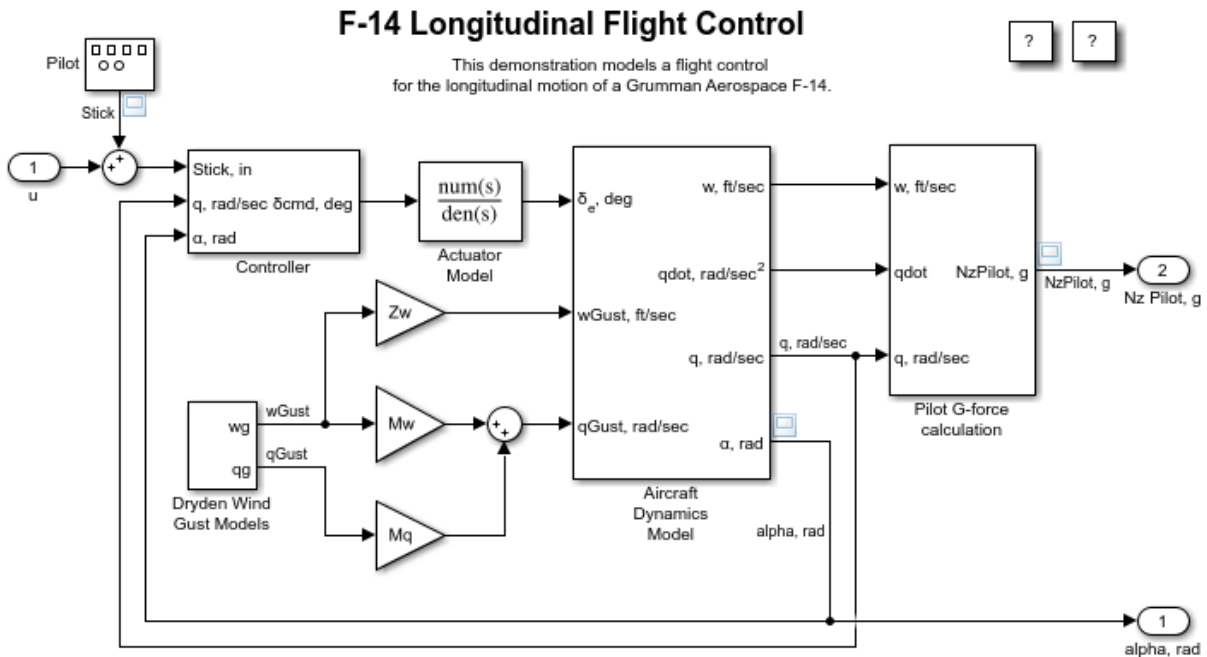 F-14 Longitudinal Flight Control
? ?
This demonstration models a flight control
for the longitudinal motion of a Grumman Aerospace F-14.
Pilot
Stick
1
u
Stick, in
q, rad/sec δcmd, deg
α, rad
Controller
num(s)
den(s)
Actuator
Model
Zw
Mw
Mq
wg
qg
wGust
qGust
Dryden Wind
Gust Models
δe, deg
wGust, ft/sec
qGust, rad/sec
w, ft/sec
qdot, rad/sec²
q, rad/sec
α, rad
Aircraft
Dynamics
Model
q, rad/sec
alpha, rad
w, ft/sec
qdot
q, rad/sec
NzPilot, g
Pilot G-force
calculation
NzPilot, g
2
Nz Pilot, g
1
alpha, rad